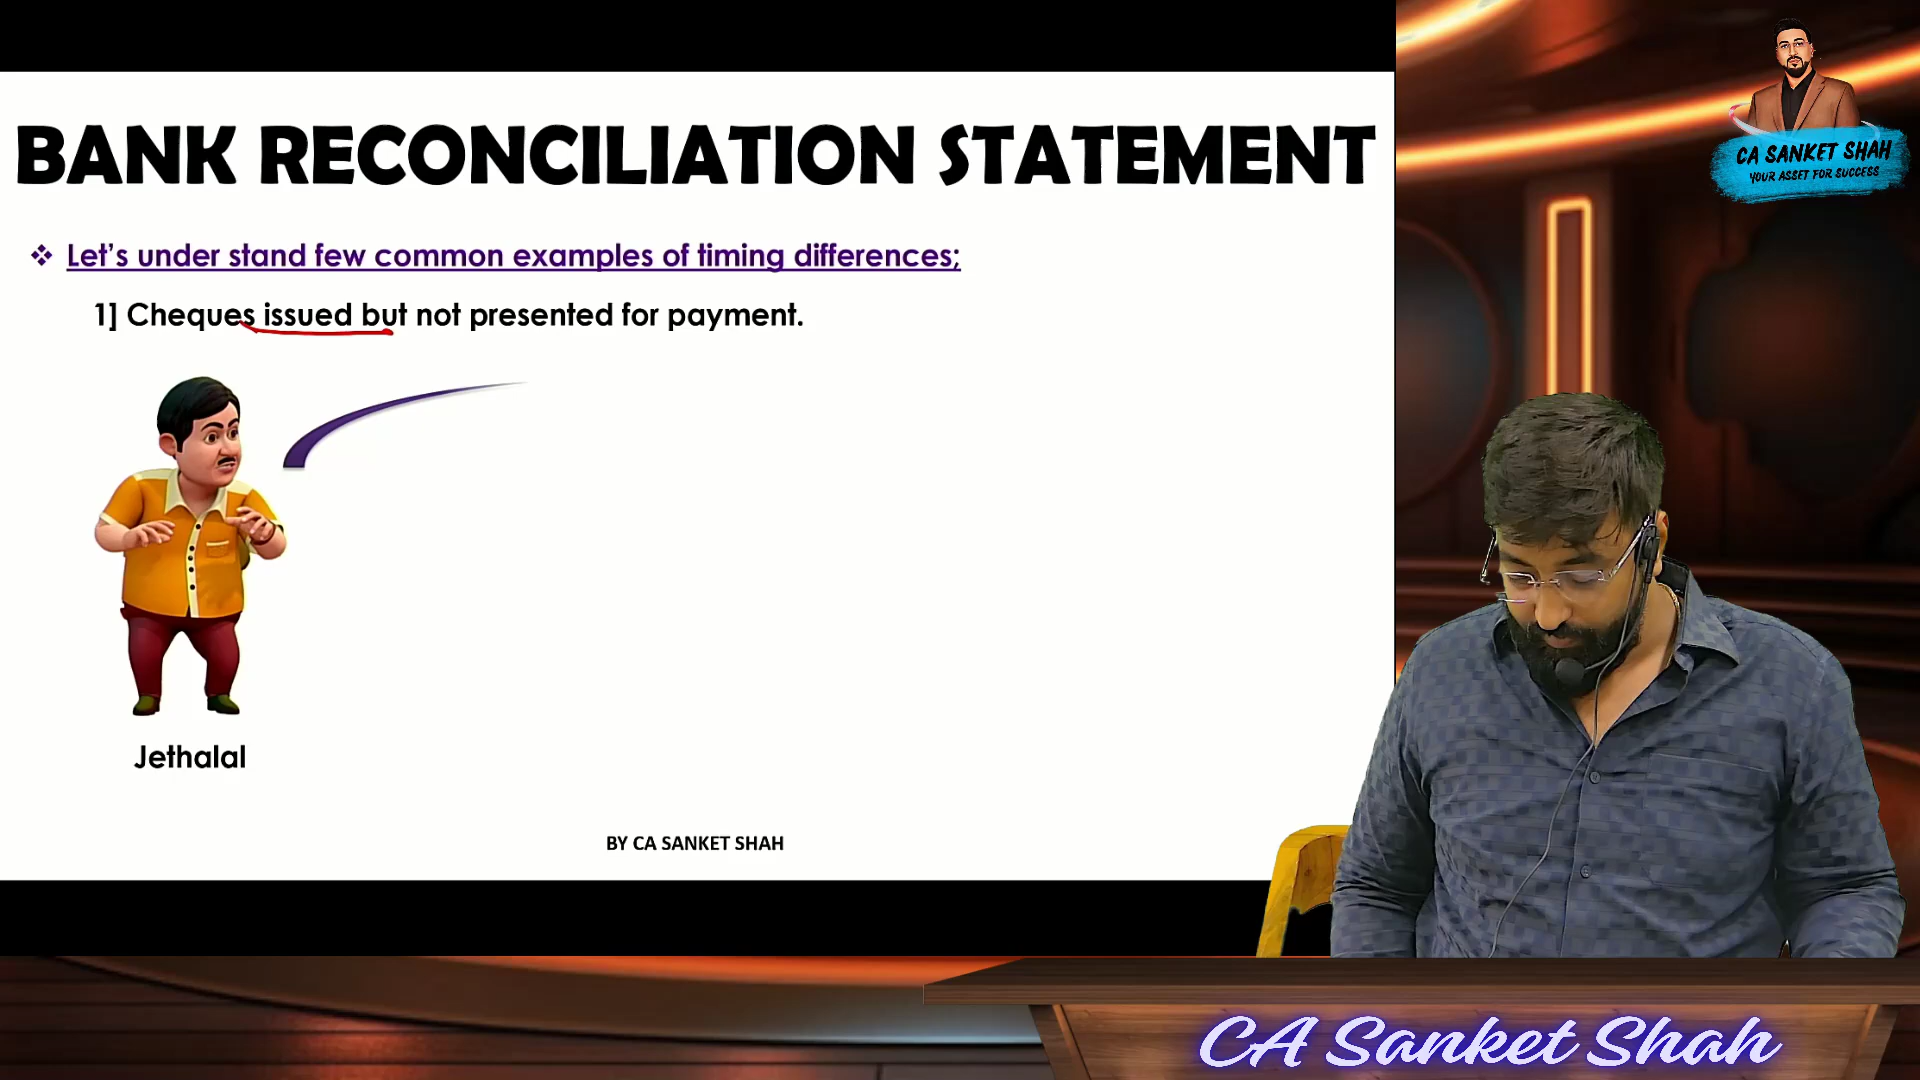 BANK RECONCILIATION STATEMENT
❖ Let's under stand few common examples of timing differences;
1] Cheques issued but not presented for payment.
Jethalal
BY CA SANKET SHAH
CA SANKET SHAH
YOUR ASSET FOR SUCCESS
CA Sanket Shah